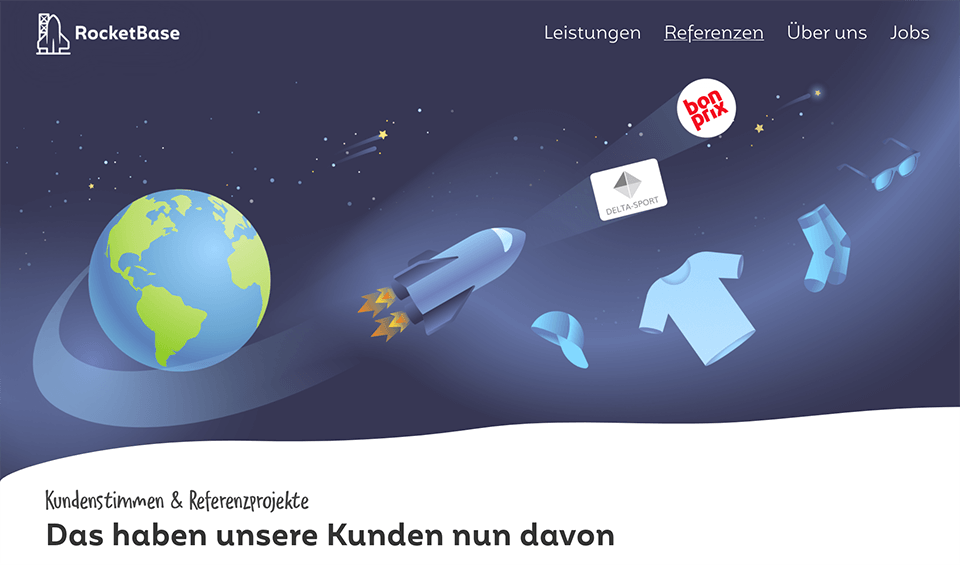 RocketBase
Leistungen Referenzen Über uns Jobs
bon
prix
DELTA-SPORT
Kundenstimmen & Referenzprojekte
Das haben unsere Kunden nun davon